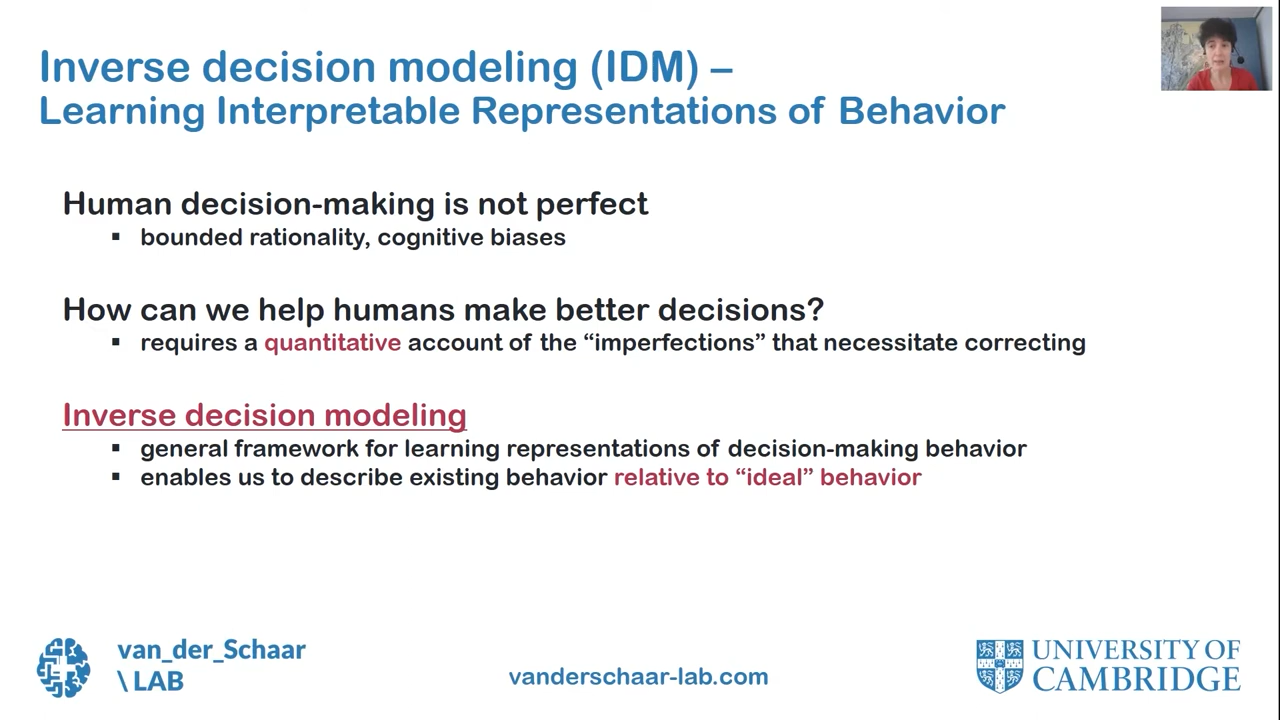 Inverse decision modeling (IDM) –
Learning Interpretable Representations of Behavior
Human decision-making is not perfect
▪ bounded rationality, cognitive biases
How can we help humans make better decisions?
▪ requires a quantitative account of the “imperfections” that necessitate correcting
Inverse decision modeling
▪ general framework for learning representations of decision-making behavior
▪ enables us to describe existing behavior relative to “ideal” behavior
van_der_Schaar
\ LAB
vanderschaar-lab.com
UNIVERSITY OF
CAMBRIDGE